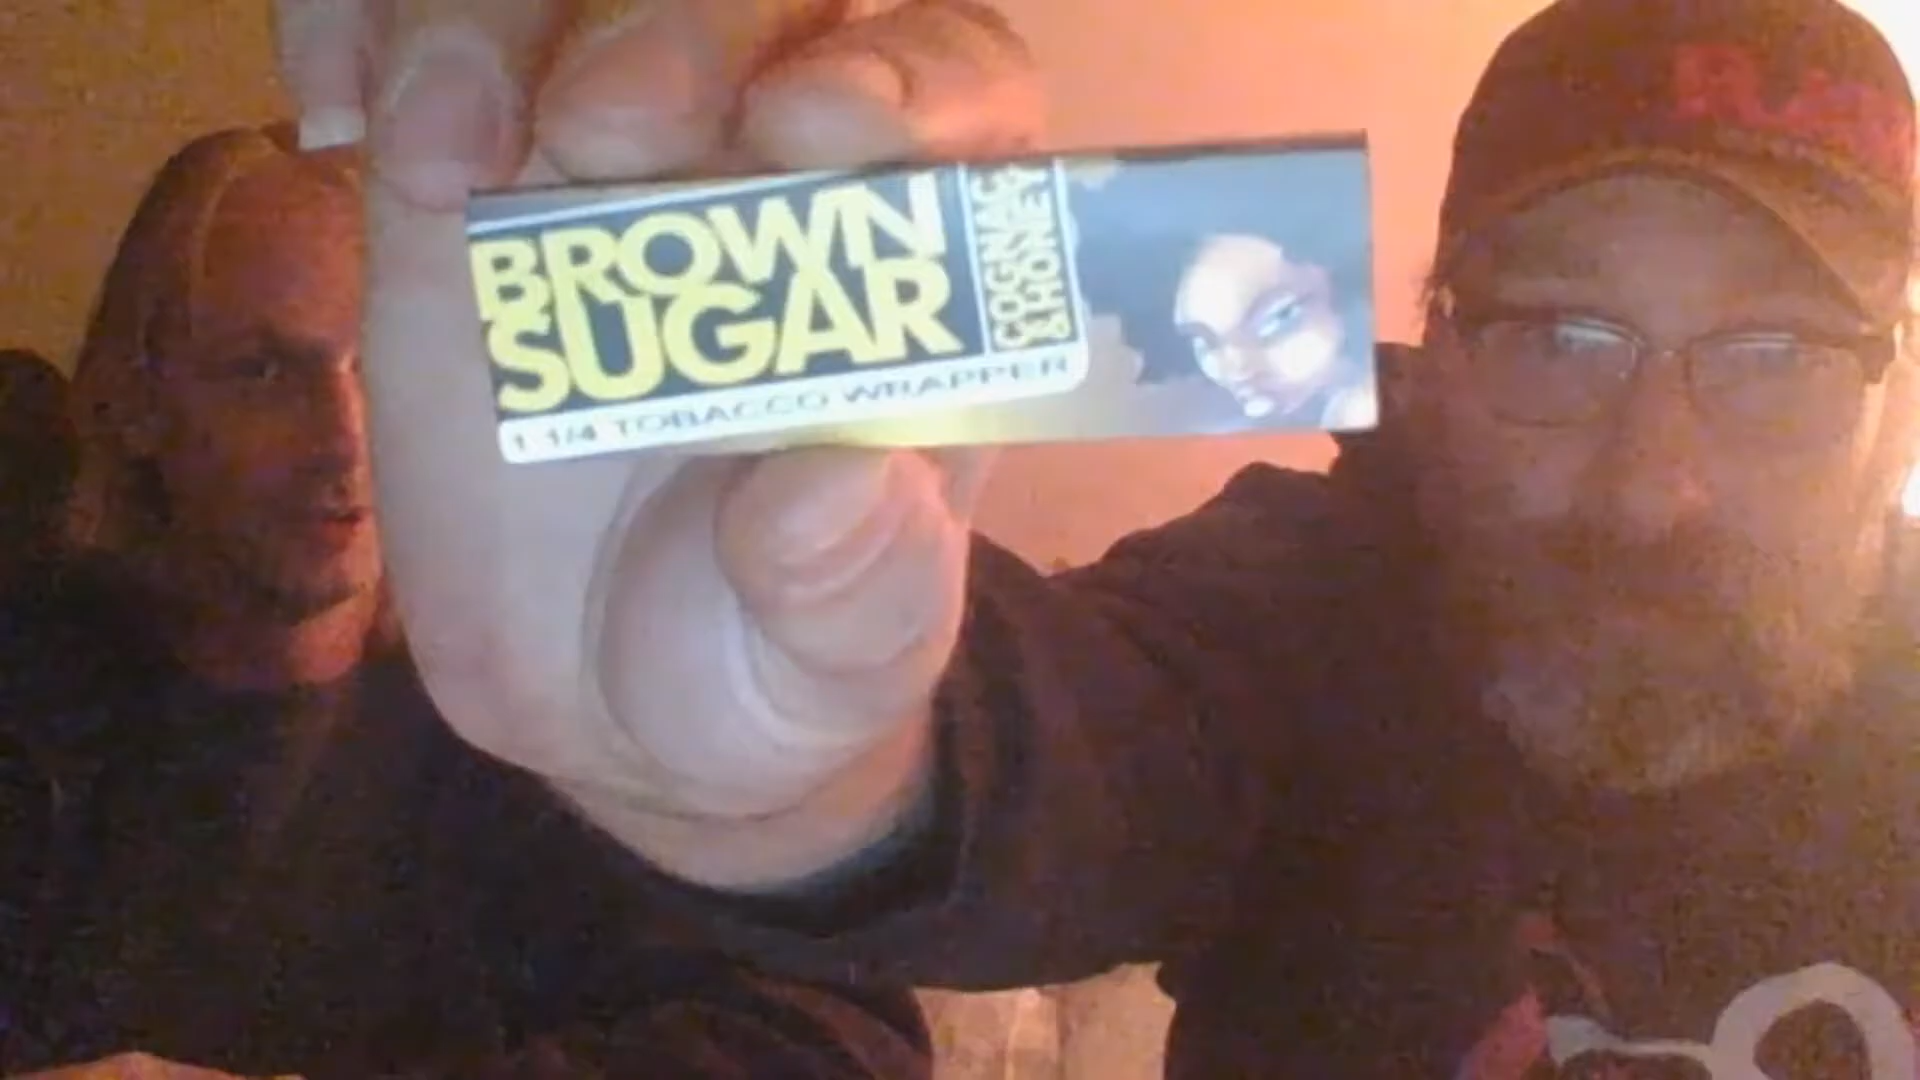 BROWN
SUGAR
COGNAC
& HONEY
1 1/4 TOBACCO WRAPPER